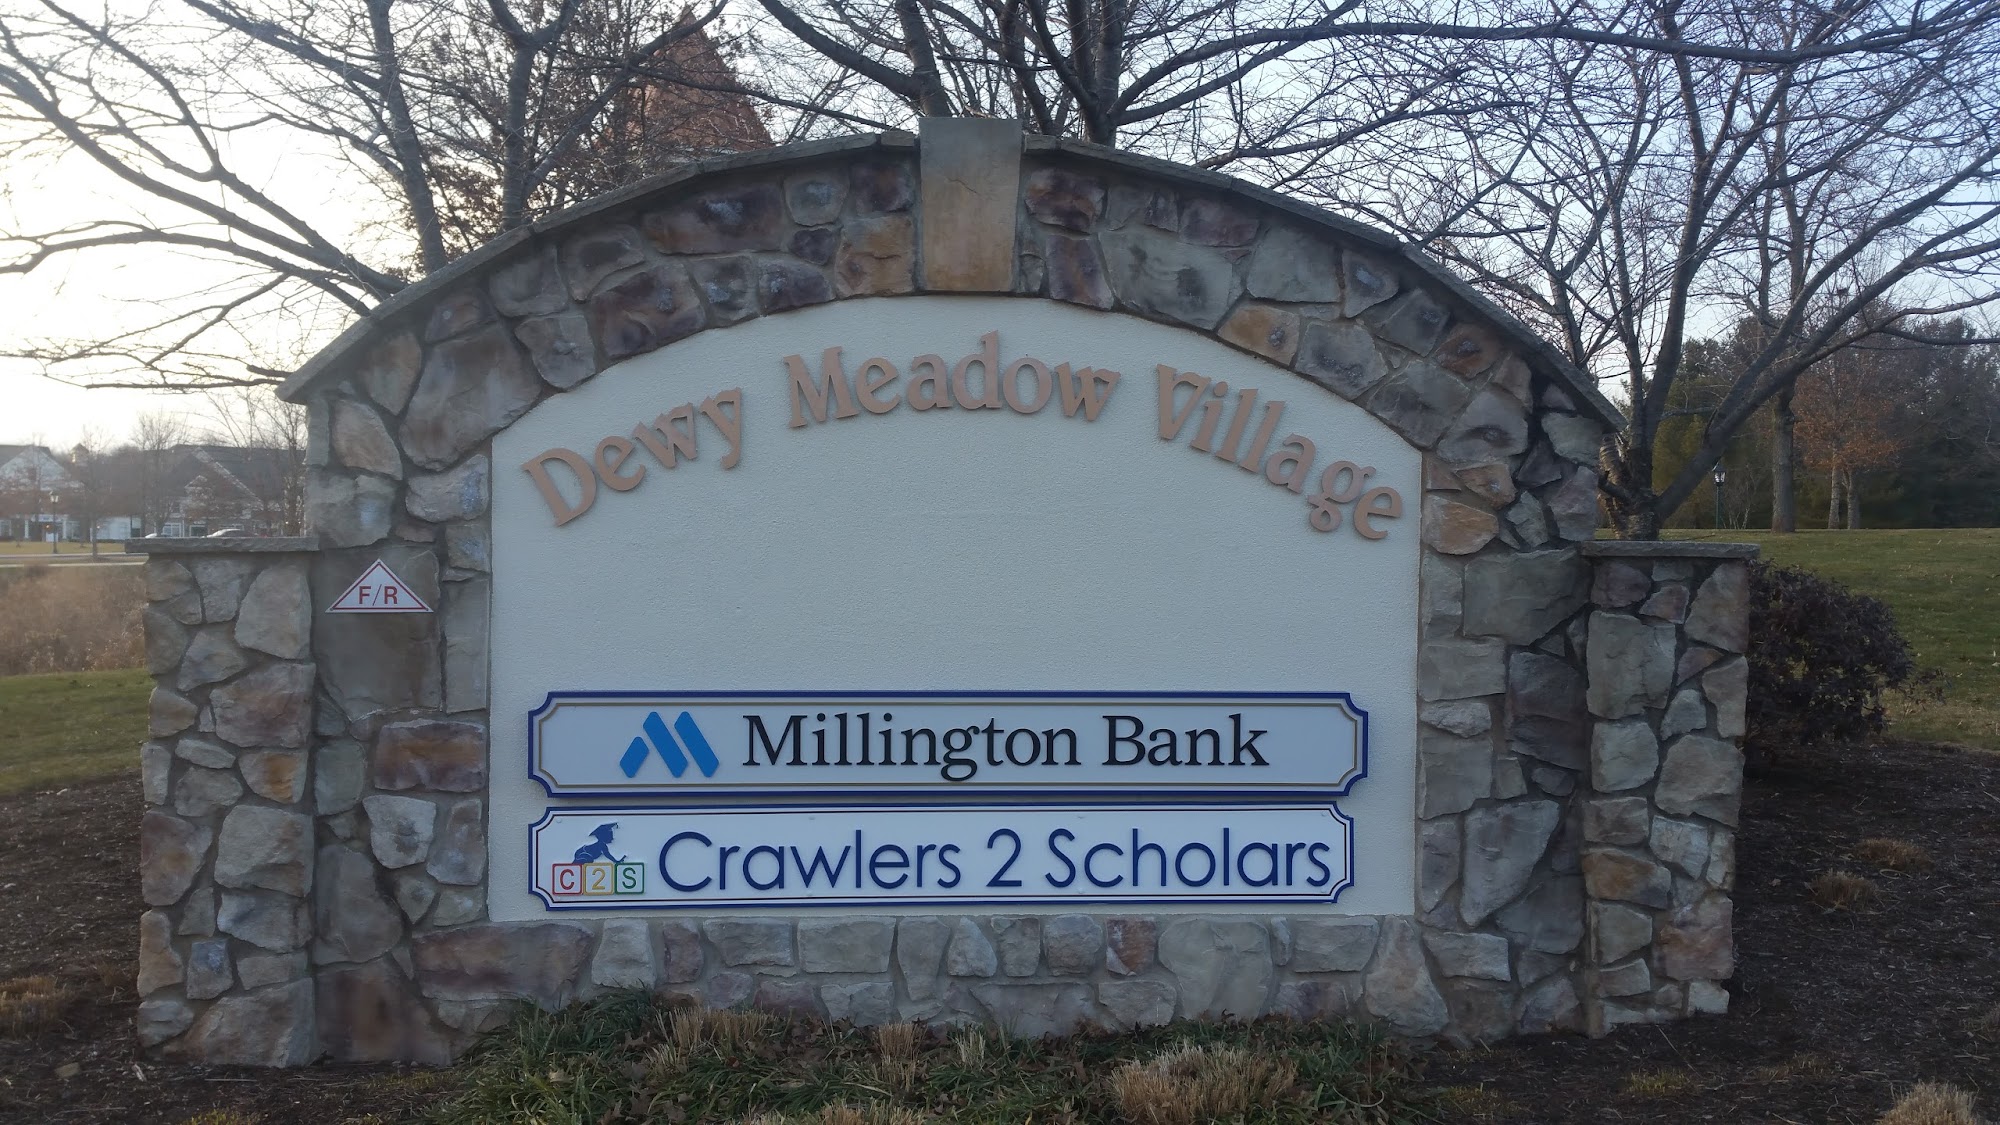 Dewy Meadow Village
F/R
Millington Bank
C2S Crawlers 2 Scholars